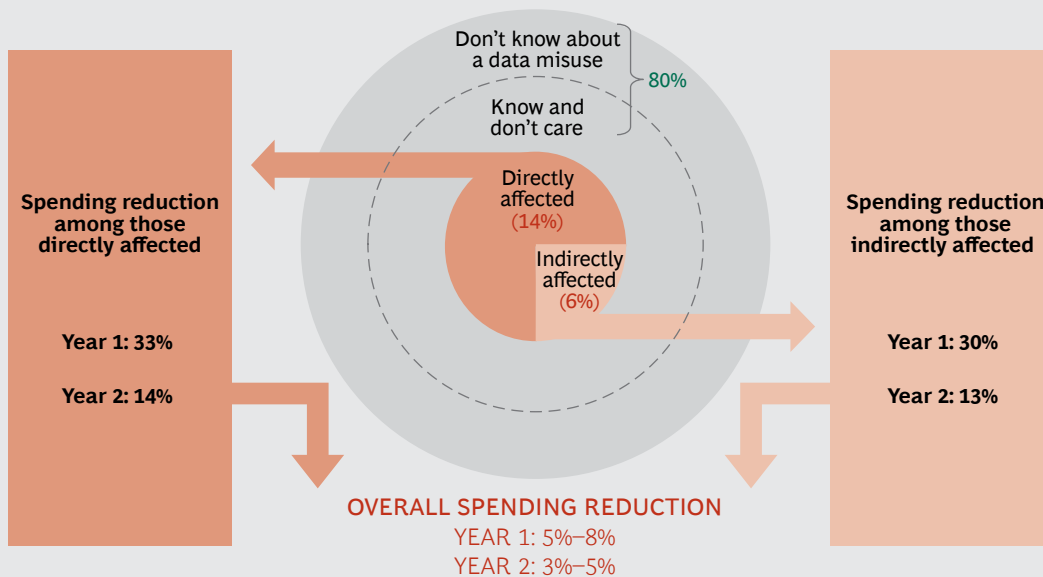 Don’t know about
a data misuse
80%
Know and
don’t care
Directly
affected
(14%)
Indirectly
affected
(6%)
Spending reduction
among those
directly affected
Year 1: 33%
Year 2: 14%
Spending reduction
among those
indirectly affected
Year 1: 30%
Year 2: 13%
OVERALL SPENDING REDUCTION
YEAR 1: 5%–8%
YEAR 2: 3%–5%